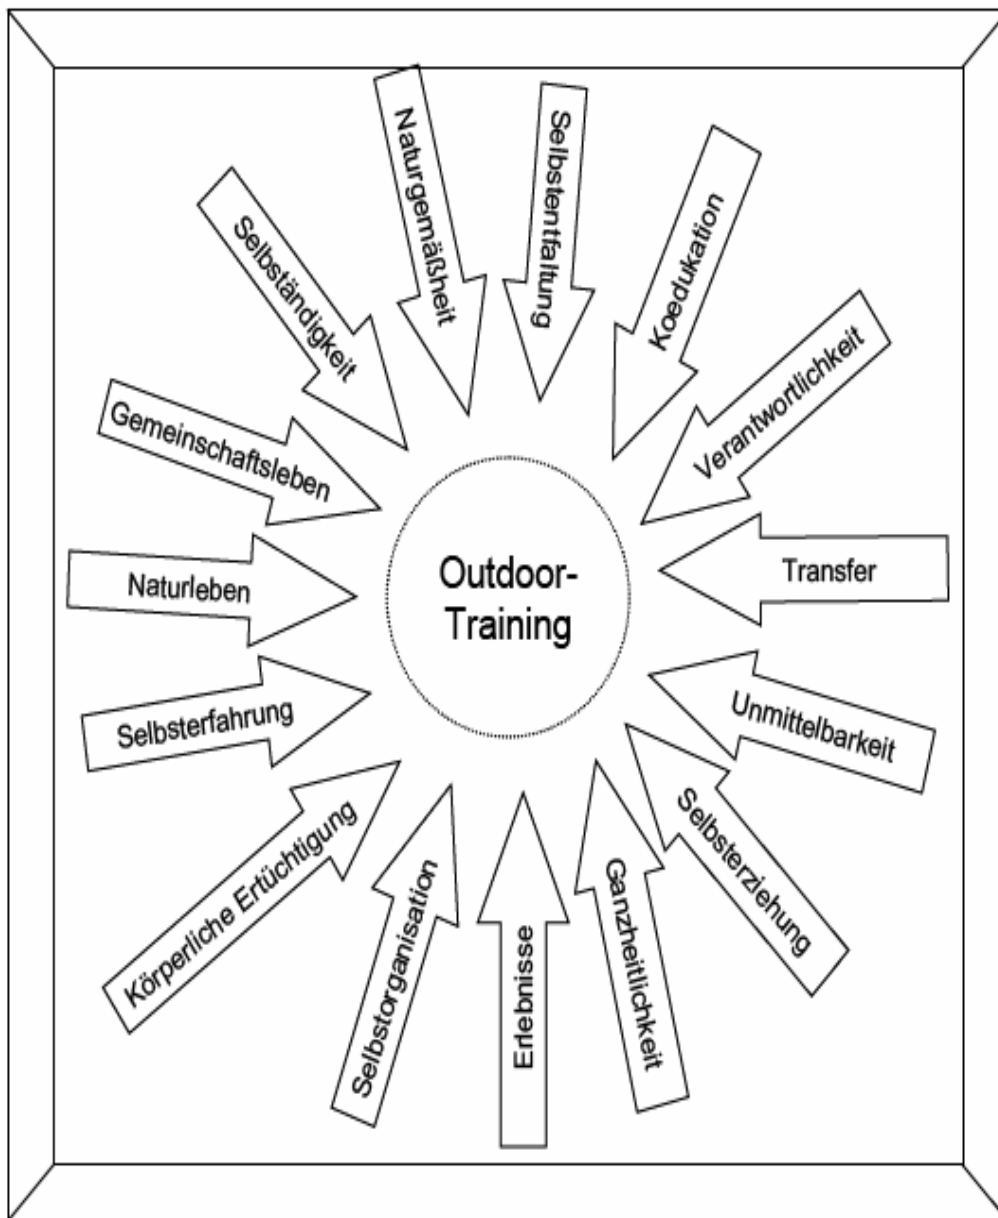 Naturgemäßheit
Selbstentfaltung
Koedukation
Selbständigkeit
Verantwortlichkeit
Gemeinschaftsleben
Transfer
Naturleben
Outdoor-
Training
Unmittelbarkeit
Selbsterfahrung
Selbsterziehung
Körperliche Ertüchtigung
Ganzheitlichkeit
Selbstorganisation
Erlebnisse